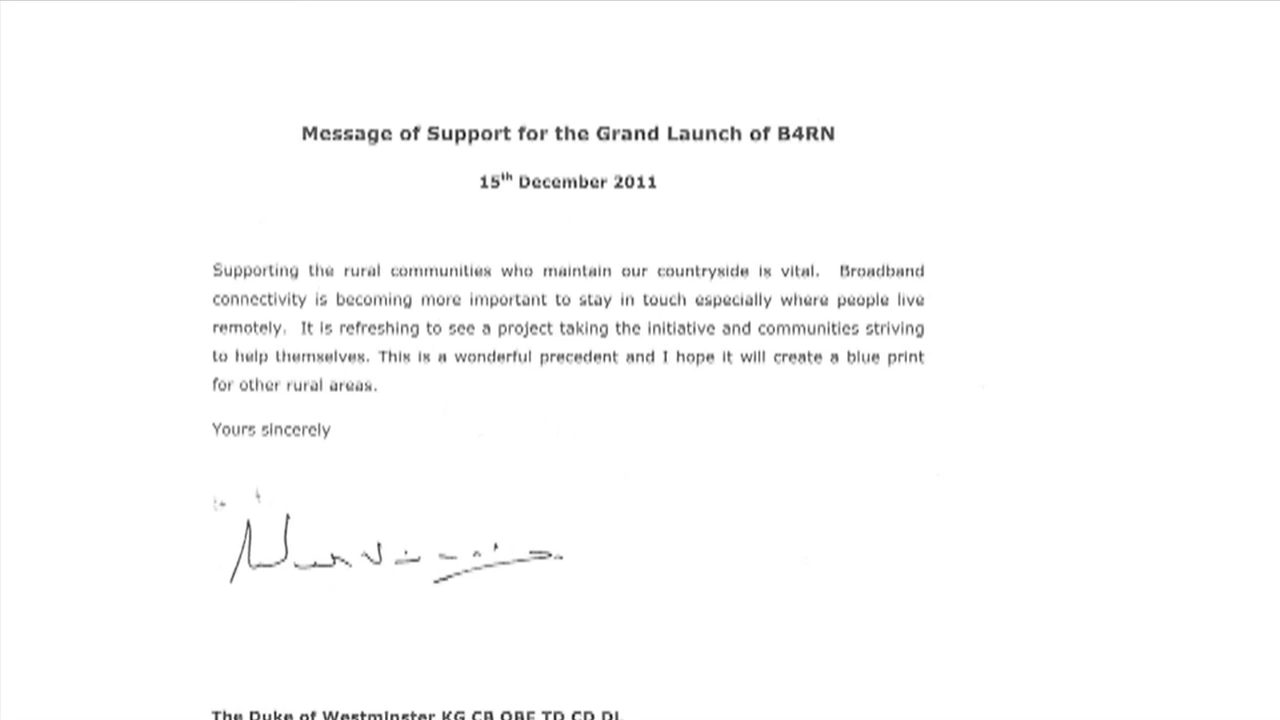 Message of Support for the Grand Launch of B4RN
15th December 2011
Supporting the rural communities who maintain our countryside is vital. Broadband
connectivity is becoming more important to stay in touch especially where people live
remotely. It is refreshing to see a project taking the initiative and communities striving
to help themselves. This is a wonderful precedent and I hope it will create a blue print
for other rural areas.
Yours sincerely
The Duke of Westminster KG CB OBE TD CD DL